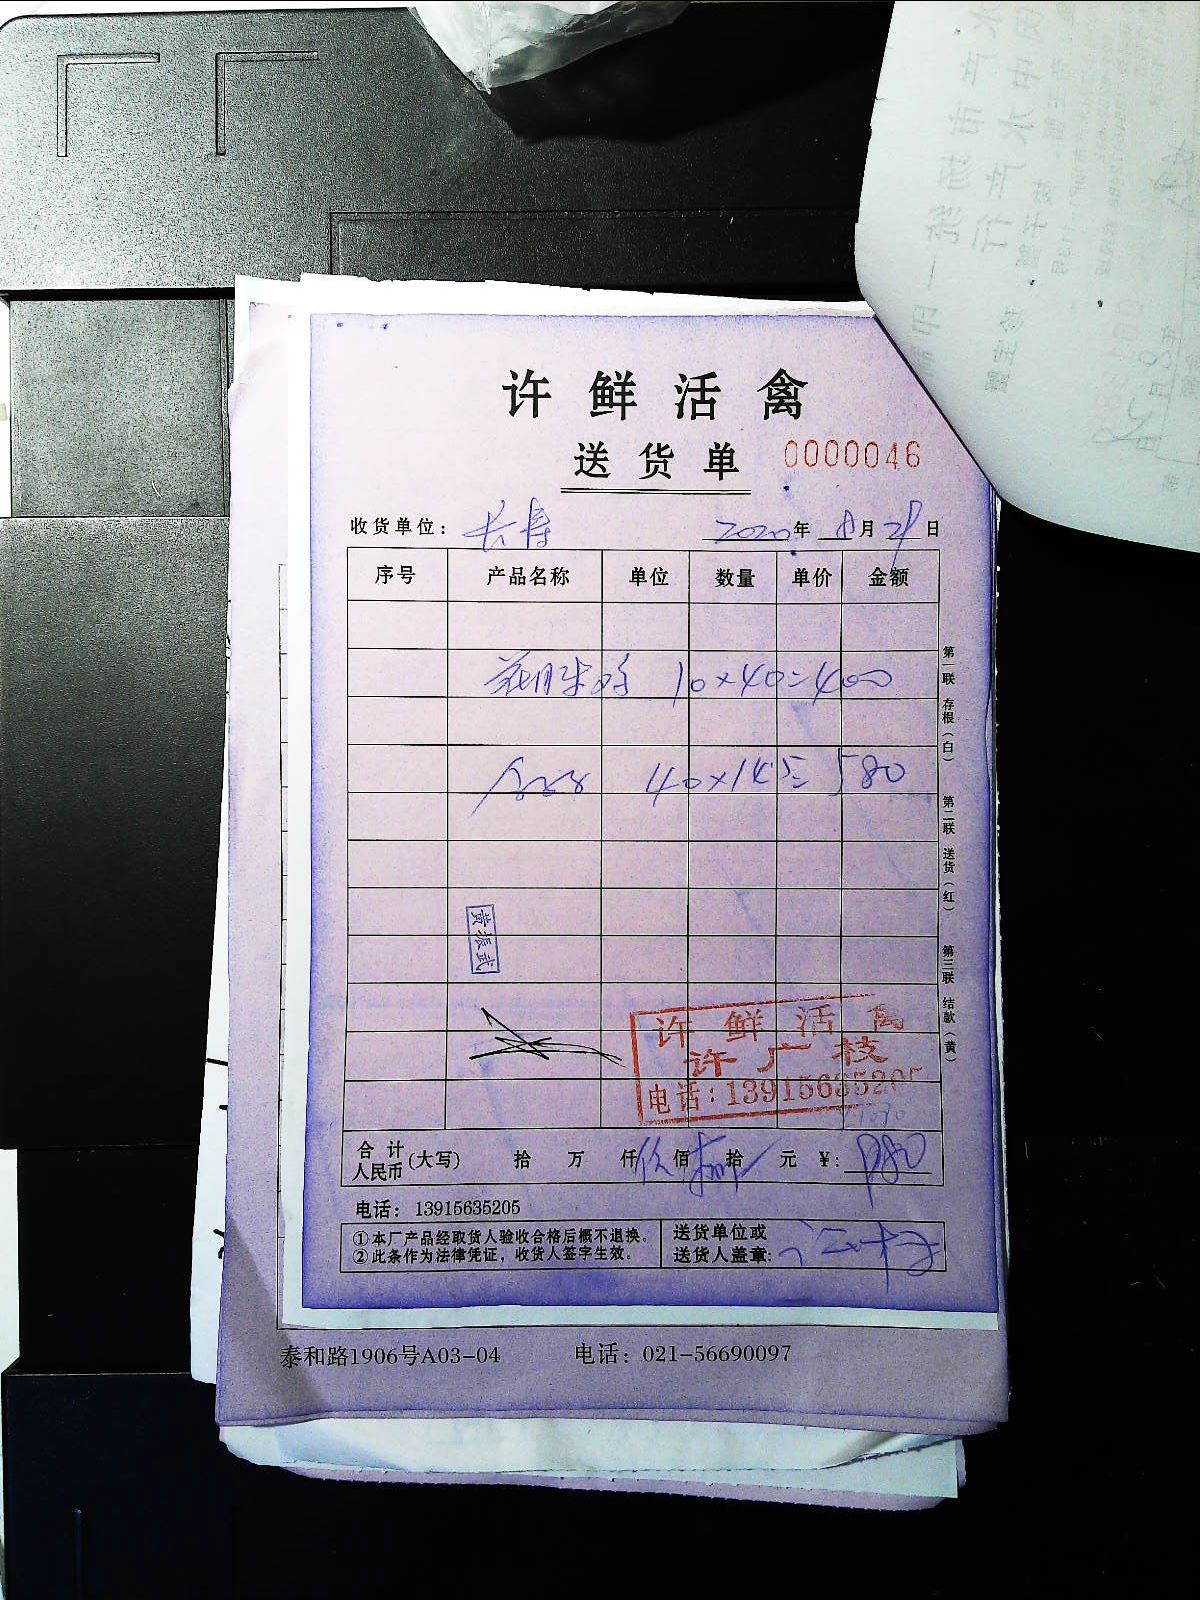 许鲜活禽
送货单 0000046
收货单位: 长寿 2020年 8月 21日
序号 产品名称 单位 数量 单价 金额
10×40=400
40×14.5=580
黄振武
许鲜活禽
许广枝
电话:13915635205
合计人民币(大写) 拾 万 仟 玖佰 捌拾 元 ¥: 980
电话: 13915635205
①本厂产品经取货人验收合格后概不退换。
②此条作为法律凭证,收货人签字生效。
送货单位或
送货人盖章:
第一联 存根(白) 第二联 送货(红) 第三联 结款(黄)
泰和路1906号A03-04 电话: 021-56690097